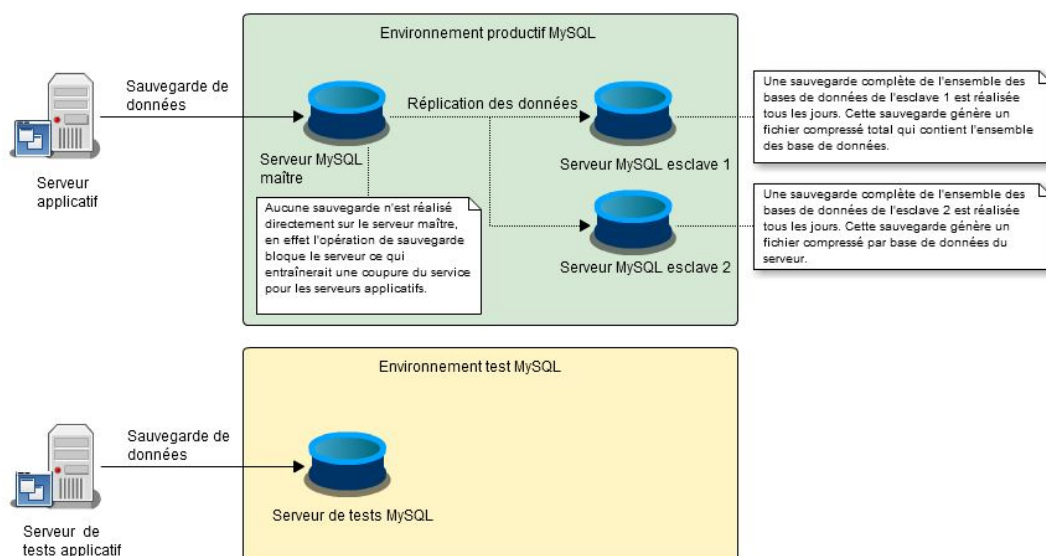 Environnement productif MySQL
Sauvegarde de
données
Réplication des données
Serveur
applicatif
Serveur MySQL
maître
Serveur MySQL esclave 1
Serveur MySQL esclave 2
Aucune sauvegarde n'est réalisé
directement sur le serveur maître,
en effet l'opération de sauvegarde
bloque le serveur ce qui
entraînerait une coupure du service
pour les serveurs applicatifs.
Une sauvegarde complète de l'ensemble des
bases de données de l'esclave 1 est réalisée
tous les jours. Cette sauvegarde génère un
fichier compressé total qui contient l'ensemble
des base de données.
Une sauvegarde complète de l'ensemble des
bases de données de l'esclave 2 est réalisée
tous les jours. Cette sauvegarde génère un
fichier compressé par base de données du
serveur.
Environnement test MySQL
Sauvegarde de
données
Serveur de
tests applicatif
Serveur de tests MySQL